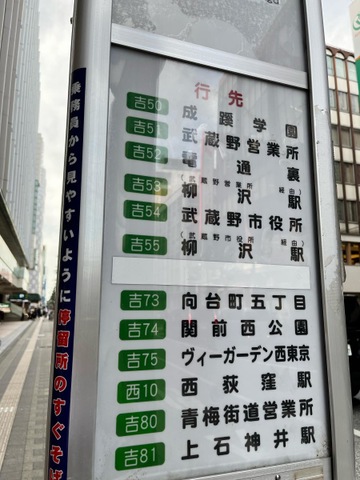 行先
吉50 成蹊学園
吉51 武蔵野営業所
吉52 電通裏
吉53 (武蔵野営業所 経由)
柳沢駅
吉54 武蔵野市役所
吉55 (武蔵野市役所 経由)
柳沢駅
吉73 向台町五丁目
吉74 関前西公園
吉75 ヴィーガーデン西東京
西10 西荻窪駅
吉80 青梅街道営業所
吉81 上石神井駅
乗務員から見やすいように停留所のすぐそば